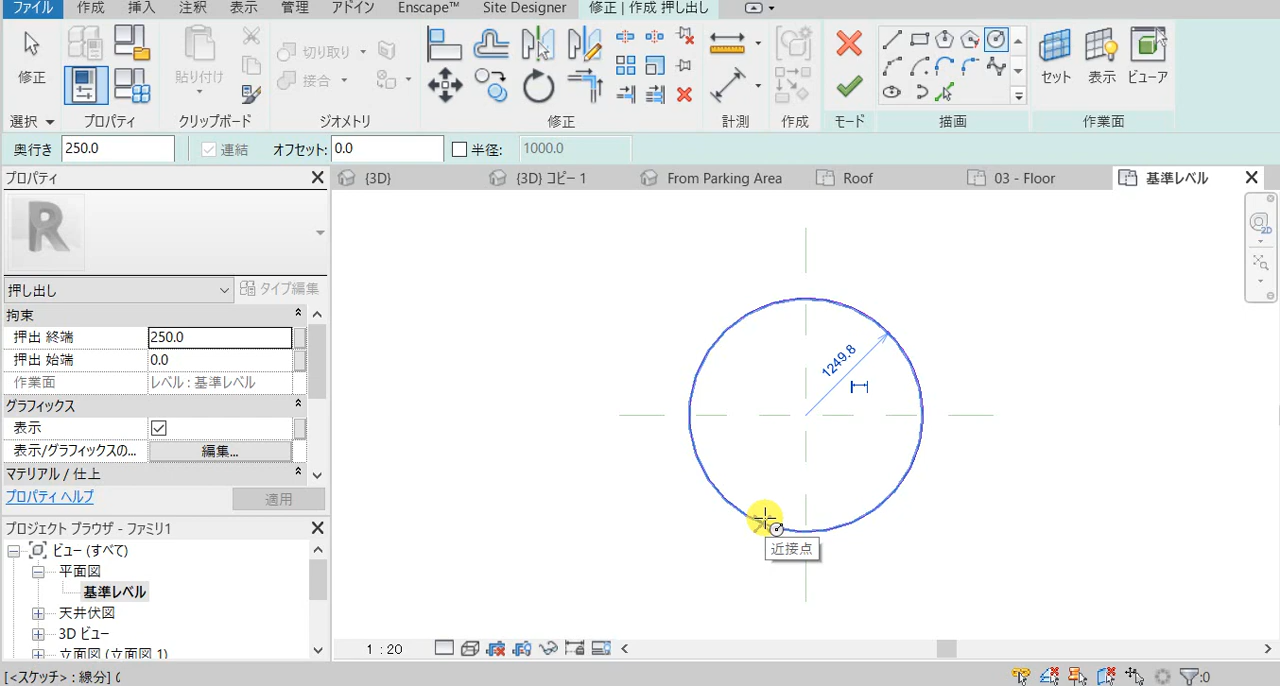 ファイル 作成 挿入 注釈 表示 管理 アドイン Enscape™ Site Designer 修正 | 作成 押し出し
修正 貼り付け 切り取り 接合 セット 表示 ビューア
選択 プロパティ クリップボード ジオメトリ 修正 計測 作成 モード 描画 作業面
奥行き 250.0 連結 オフセット: 0.0 半径: 1000.0
プロパティ
{3D} {3D} コピー 1 From Parking Area Roof 03 - Floor 基準レベル
R
押し出し タイプ編集
拘束
押出 終端 250.0
押出 始端 0.0
作業面 レベル : 基準レベル
グラフィックス
表示
表示/グラフィックスの... 編集...
マテリアル / 仕上
プロパティ ヘルプ 適用
プロジェクト ブラウザ - ファミリ1
ビュー (すべて)
平面図
基準レベル
天井伏図
3D ビュー
立面図 (立面図 1)
2D
1249.8
近接点
1 : 20
[<スケッチ> : 線分] (
:0